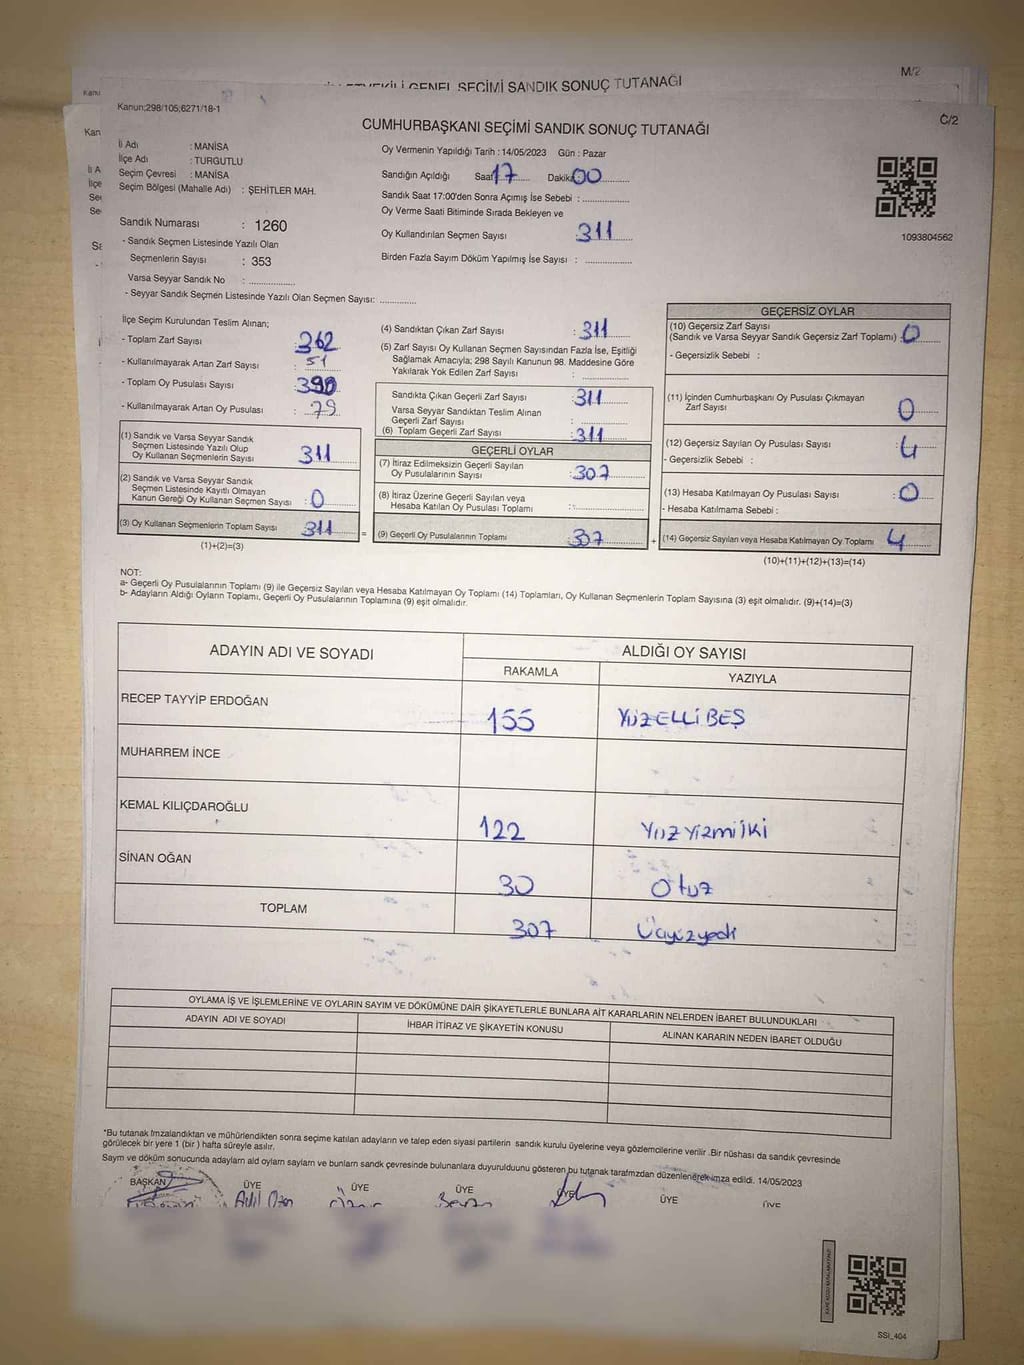 M/2
GENEL SEÇİMİ SANDIK SONUÇ TUTANAĞI
Kanun;298/105;6271/18-1
CUMHURBAŞKANI SEÇİMİ SANDIK SONUÇ TUTANAĞI
C/2
İl Adı : MANİSA
İlçe Adı : TURGUTLU
Seçim Çevresi : MANİSA
Seçim Bölgesi (Mahalle Adı) : ŞEHİTLER MAH.
Oy Vermenin Yapıldığı Tarih : 14/05/2023 Gün : Pazar
Sandığın Açıldığı Saat 17 Dakika 00
Sandık Saat 17:00'den Sonra Açımış İse Sebebi :
Oy Verme Saati Bitiminde Sırada Bekleyen ve
Oy Kullandırılan Seçmen Sayısı 311
Birden Fazla Sayım Döküm Yapılmış İse Sayısı :
1093804562
Sandık Numarası : 1260
- Sandık Seçmen Listesinde Yazılı Olan
Seçmenlerin Sayısı : 353
Varsa Seyyar Sandık No :
- Seyyar Sandık Seçmen Listesinde Yazılı Olan Seçmen Sayısı:
İlçe Seçim Kurulundan Teslim Alınan;
- Toplam Zarf Sayısı : 362
- Kullanılmayarak Artan Zarf Sayısı : 51
- Toplam Oy Pusulası Sayısı : 390
- Kullanılmayarak Artan Oy Pusulası : 79
(1) Sandık ve Varsa Seyyar Sandık
Seçmen Listesinde Yazılı Olup
Oy Kullanan Seçmenlerin Sayısı 311
(2) Sandık ve Varsa Seyyar Sandık
Seçmen Listesinde Kayıtlı Olmayan
Kanun Gereği Oy Kullanan Seçmen Sayısı : 0
(3) Oy Kullanan Seçmenlerin Toplam Sayısı 311 =
(1)+(2)=(3)
(4) Sandıktan Çıkan Zarf Sayısı : 311
(5) Zarf Sayısı Oy Kullanan Seçmen Sayısından Fazla İse, Eşitliği
Sağlamak Amacıyla; 298 Sayılı Kanunun 98. Maddesine Göre
Yakılarak Yok Edilen Zarf Sayısı :
Sandıkta Çıkan Geçerli Zarf Sayısı : 311
Varsa Seyyar Sandıktan Teslim Alınan
Geçerli Zarf Sayısı :
(6) Toplam Geçerli Zarf Sayısı : 311
GEÇERLİ OYLAR
(7) İtiraz Edilmeksizin Geçerli Sayılan
Oy Pusulalarının Sayısı : 307
(8) İtiraz Üzerine Geçerli Sayılan veya
Hesaba Katılan Oy Pusulası Toplamı :
(9) Geçerli Oy Pusulalarının Toplamı : 307 +
GEÇERSİZ OYLAR
(10) Geçersiz Zarf Sayısı
(Sandık ve Varsa Seyyar Sandık Geçersiz Zarf Toplamı) : 0
- Geçersizlik Sebebi :
(11) İçinden Cumhurbaşkanı Oy Pusulası Çıkmayan
Zarf Sayısı 0
(12) Geçersiz Sayılan Oy Pusulası Sayısı : 4
- Geçersizlik Sebebi :
(13) Hesaba Katılmayan Oy Pusulası Sayısı : 0
- Hesaba Katılmama Sebebi :
(14) Geçersiz Sayılan veya Hesaba Katılmayan Oy Toplamı 4
(10)+(11)+(12)+(13)=(14)
NOT:
a- Geçerli Oy Pusulalarının Toplamı (9) ile Geçersiz Sayılan veya Hesaba Katılmayan Oy Toplamı (14) Toplamları, Oy Kullanan Seçmenlerin Toplam Sayısına (3) eşit olmalıdır. (9)+(14)=(3)
b- Adayların Aldığı Oyların Toplamı, Geçerli Oy Pusulalarının Toplamına (9) eşit olmalıdır.
ADAYIN ADI VE SOYADI
ALDIĞI OY SAYISI
RAKAMLA YAZIYLA
RECEP TAYYİP ERDOĞAN 155 YÜZELLİ BEŞ
MUHARREM İNCE
KEMAL KILIÇDAROĞLU 122 Yüz Yirmi İki
SİNAN OĞAN 30 Otuz
TOPLAM 307 Üçyüzyedi
OYLAMA İŞ VE İŞLEMLERİNE VE OYLARIN SAYIM VE DÖKÜMÜNE DAİR ŞİKAYETLERLE BUNLARA AİT KARARLARIN NELERDEN İBARET BULUNDUKLARI
ADAYIN ADI VE SOYADI İHBAR İTİRAZ VE ŞİKAYETİN KONUSU ALINAN KARARIN NEDEN İBARET OLDUĞU
*Bu tutanak İmzalandıktan ve mühürlendikten sonra seçime katılan adayların ve talep eden siyasi partilerin sandık kurulu üyelerine veya gözlemcilerine verilir .Bir nüshası da sandık çevresinde
görülecek bir yere 1 (bir ) hafta süreyle asılır.
Sayım ve döküm sonucunda adayların ald oyların sayların ve bunların sandk çevresinde bulunanlara duyurulduunu gösteren bu tutanak tarafmzdan düzenlenerek imza edildi. 14/05/2023
BAŞKAN ÜYE ÜYE ÜYE ÜYE ÜYE ÜYE
SSİ_404